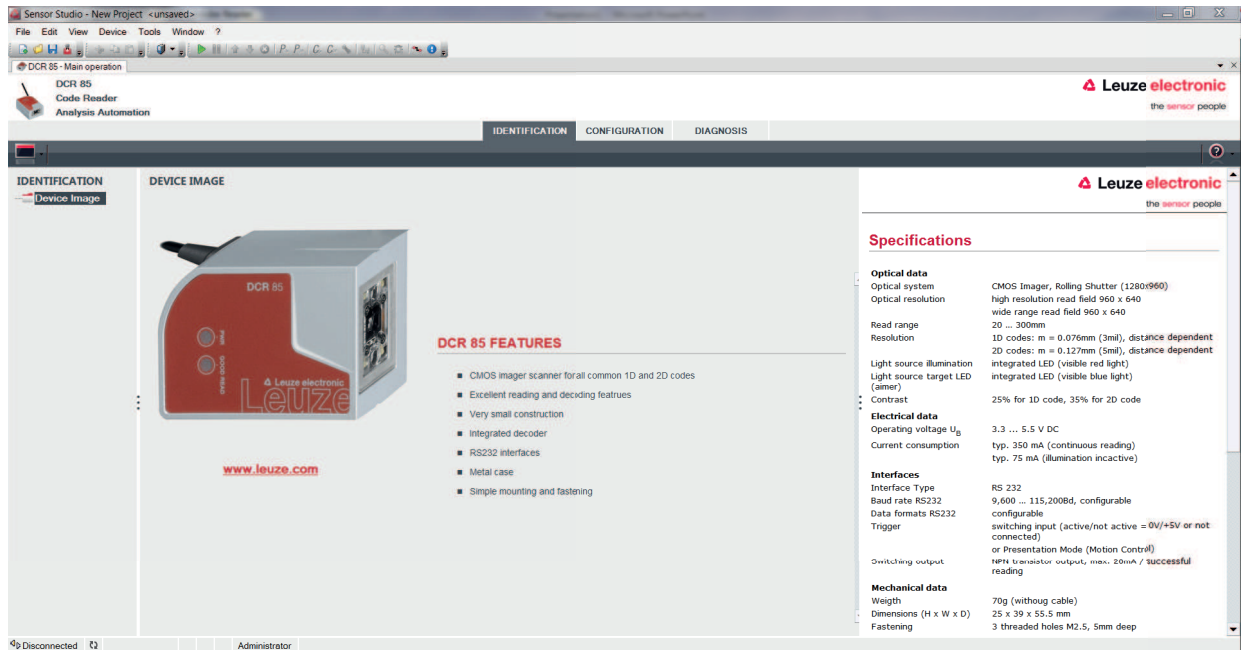 Sensor Studio - New Project <unsaved>
File Edit View Device Tools Window ?
DCR 85 - Main operation
DCR 85
Code Reader
Analysis Automation
Leuze electronic
the sensor people
IDENTIFICATION CONFIGURATION DIAGNOSIS
IDENTIFICATION
Device Image
DEVICE IMAGE
DCR 85
PWR
GOOD READ
Leuze electronic
Leuze
www.leuze.com
DCR 85 FEATURES
CMOS imager scanner for all common 1D and 2D codes
Excellent reading and decoding featrues
Very small construction
Integrated decoder
RS232 interfaces
Metal case
Simple mounting and fastening
Leuze electronic
the sensor people
Specifications
Optical data
Optical system CMOS Imager, Rolling Shutter (1280x960)
Optical resolution high resolution read field 960 x 640
wide range read field 960 x 640
Read range 20 ... 300mm
Resolution 1D codes: m = 0.076mm (3mil), distance dependent
2D codes: m = 0.127mm (5mil), distance dependent
Light source illumination integrated LED (visible red light)
Light source target LED integrated LED (visible blue light)
(aimer)
Contrast 25% for 1D code, 35% for 2D code
Electrical data
Operating voltage UB 3.3 ... 5.5 V DC
Current consumption typ. 350 mA (continuous reading)
typ. 75 mA (illumination incactive)
Interfaces
Interface Type RS 232
Baud rate RS232 9,600 ... 115,200Bd, configurable
Data formats RS232 configurable
Trigger switching input (active/not active = 0V/+5V or not
connected)
or Presentation Mode (Motion Control)
Switching output NPN transistor output, max. 20mA / successful
reading
Mechanical data
Weigth 70g (withoug cable)
Dimensions (H x W x D) 25 x 39 x 55.5 mm
Fastening 3 threaded holes M2.5, 5mm deep
Disconnected Administrator